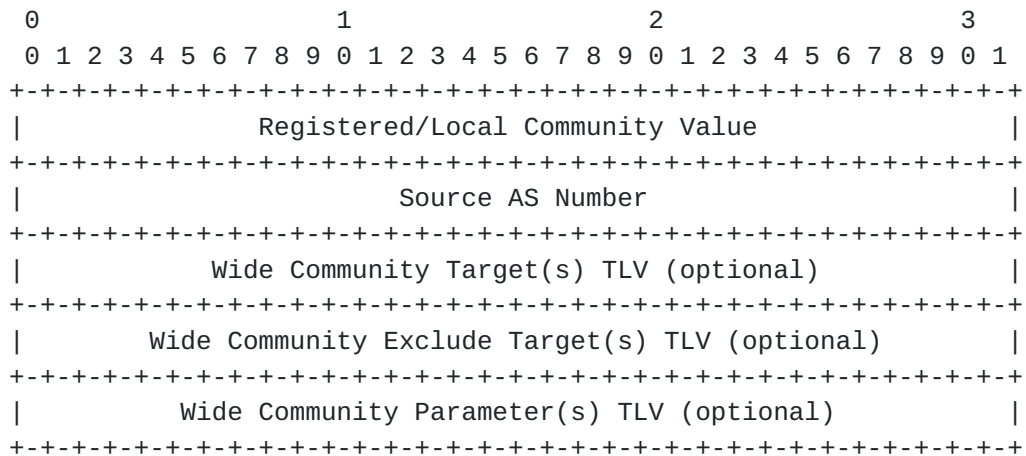 0                   1                   2                   3
 0 1 2 3 4 5 6 7 8 9 0 1 2 3 4 5 6 7 8 9 0 1 2 3 4 5 6 7 8 9 0 1
+-+-+-+-+-+-+-+-+-+-+-+-+-+-+-+-+-+-+-+-+-+-+-+-+-+-+-+-+-+-+-+-+
|               Registered/Local Community Value                |
+-+-+-+-+-+-+-+-+-+-+-+-+-+-+-+-+-+-+-+-+-+-+-+-+-+-+-+-+-+-+-+-+
|                        Source AS Number                       |
+-+-+-+-+-+-+-+-+-+-+-+-+-+-+-+-+-+-+-+-+-+-+-+-+-+-+-+-+-+-+-+-+
|            Wide Community Target(s) TLV (optional)            |
+-+-+-+-+-+-+-+-+-+-+-+-+-+-+-+-+-+-+-+-+-+-+-+-+-+-+-+-+-+-+-+-+
|        Wide Community Exclude Target(s) TLV (optional)        |
+-+-+-+-+-+-+-+-+-+-+-+-+-+-+-+-+-+-+-+-+-+-+-+-+-+-+-+-+-+-+-+-+
|          Wide Community Parameter(s) TLV (optional)           |
+-+-+-+-+-+-+-+-+-+-+-+-+-+-+-+-+-+-+-+-+-+-+-+-+-+-+-+-+-+-+-+-+